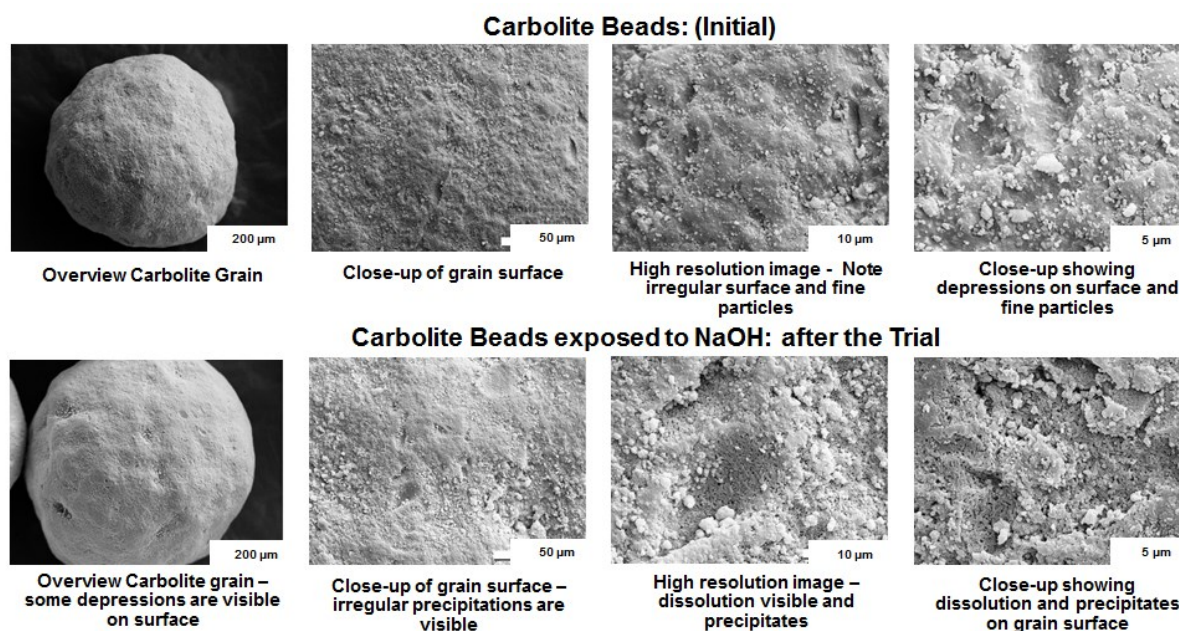 Carbolite Beads: (Initial)
200 µm
50 µm
10 µm
5 µm
Overview Carbolite Grain
Close-up of grain surface
High resolution image - Note
irregular surface and fine
particles
Close-up showing
depressions on surface and
fine particles
Carbolite Beads exposed to NaOH: after the Trial
200 µm
50 µm
10 µm
5 µm
Overview Carbolite grain –
some depressions are visible
on surface
Close-up of grain surface –
irregular precipitations are
visible
High resolution image –
dissolution visible and
precipitates
Close-up showing
dissolution and precipitates
on grain surface